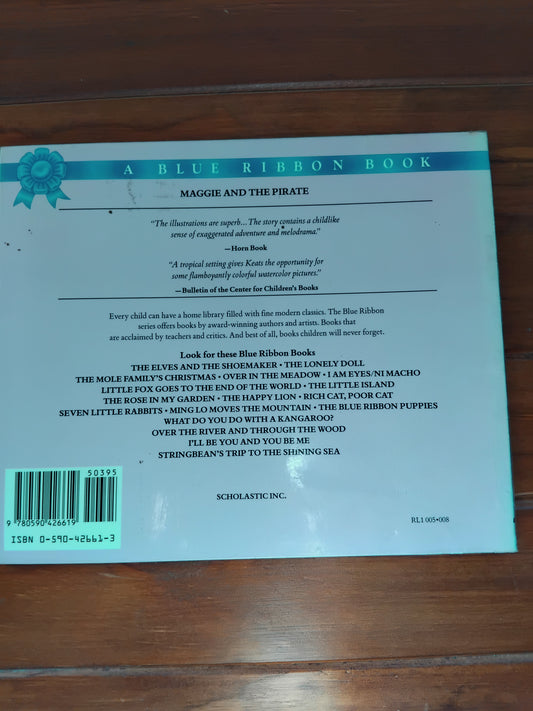 A BLUE RIBBON BOOK
MAGGIE AND THE PIRATE
"The illustrations are superb... The story contains a childlike
sense of exaggerated adventure and melodrama."
—Horn Book
"A tropical setting gives Keats the opportunity for
some flamboyantly colorful watercolor pictures."
—Bulletin of the Center for Children's Books
Every child can have a home library filled with fine modern classics. The Blue Ribbon
series offers books by award-winning authors and artists. Books that
are acclaimed by teachers and critics. And best of all, books children will never forget.
Look for these Blue Ribbon Books
THE ELVES AND THE SHOEMAKER • THE LONELY DOLL
THE MOLE FAMILY'S CHRISTMAS • OVER IN THE MEADOW • I AM EYES/NI MACHO
LITTLE FOX GOES TO THE END OF THE WORLD • THE LITTLE ISLAND
THE ROSE IN MY GARDEN • THE HAPPY LION • RICH CAT, POOR CAT
SEVEN LITTLE RABBITS • MING LO MOVES THE MOUNTAIN • THE BLUE RIBBON PUPPIES
WHAT DO YOU DO WITH A KANGAROO?
OVER THE RIVER AND THROUGH THE WOOD
I'LL BE YOU AND YOU BE ME
STRINGBEAN'S TRIP TO THE SHINING SEA
50395
9 780590 426619
ISBN 0-590-42661-3
SCHOLASTIC INC.
RL1 005•008